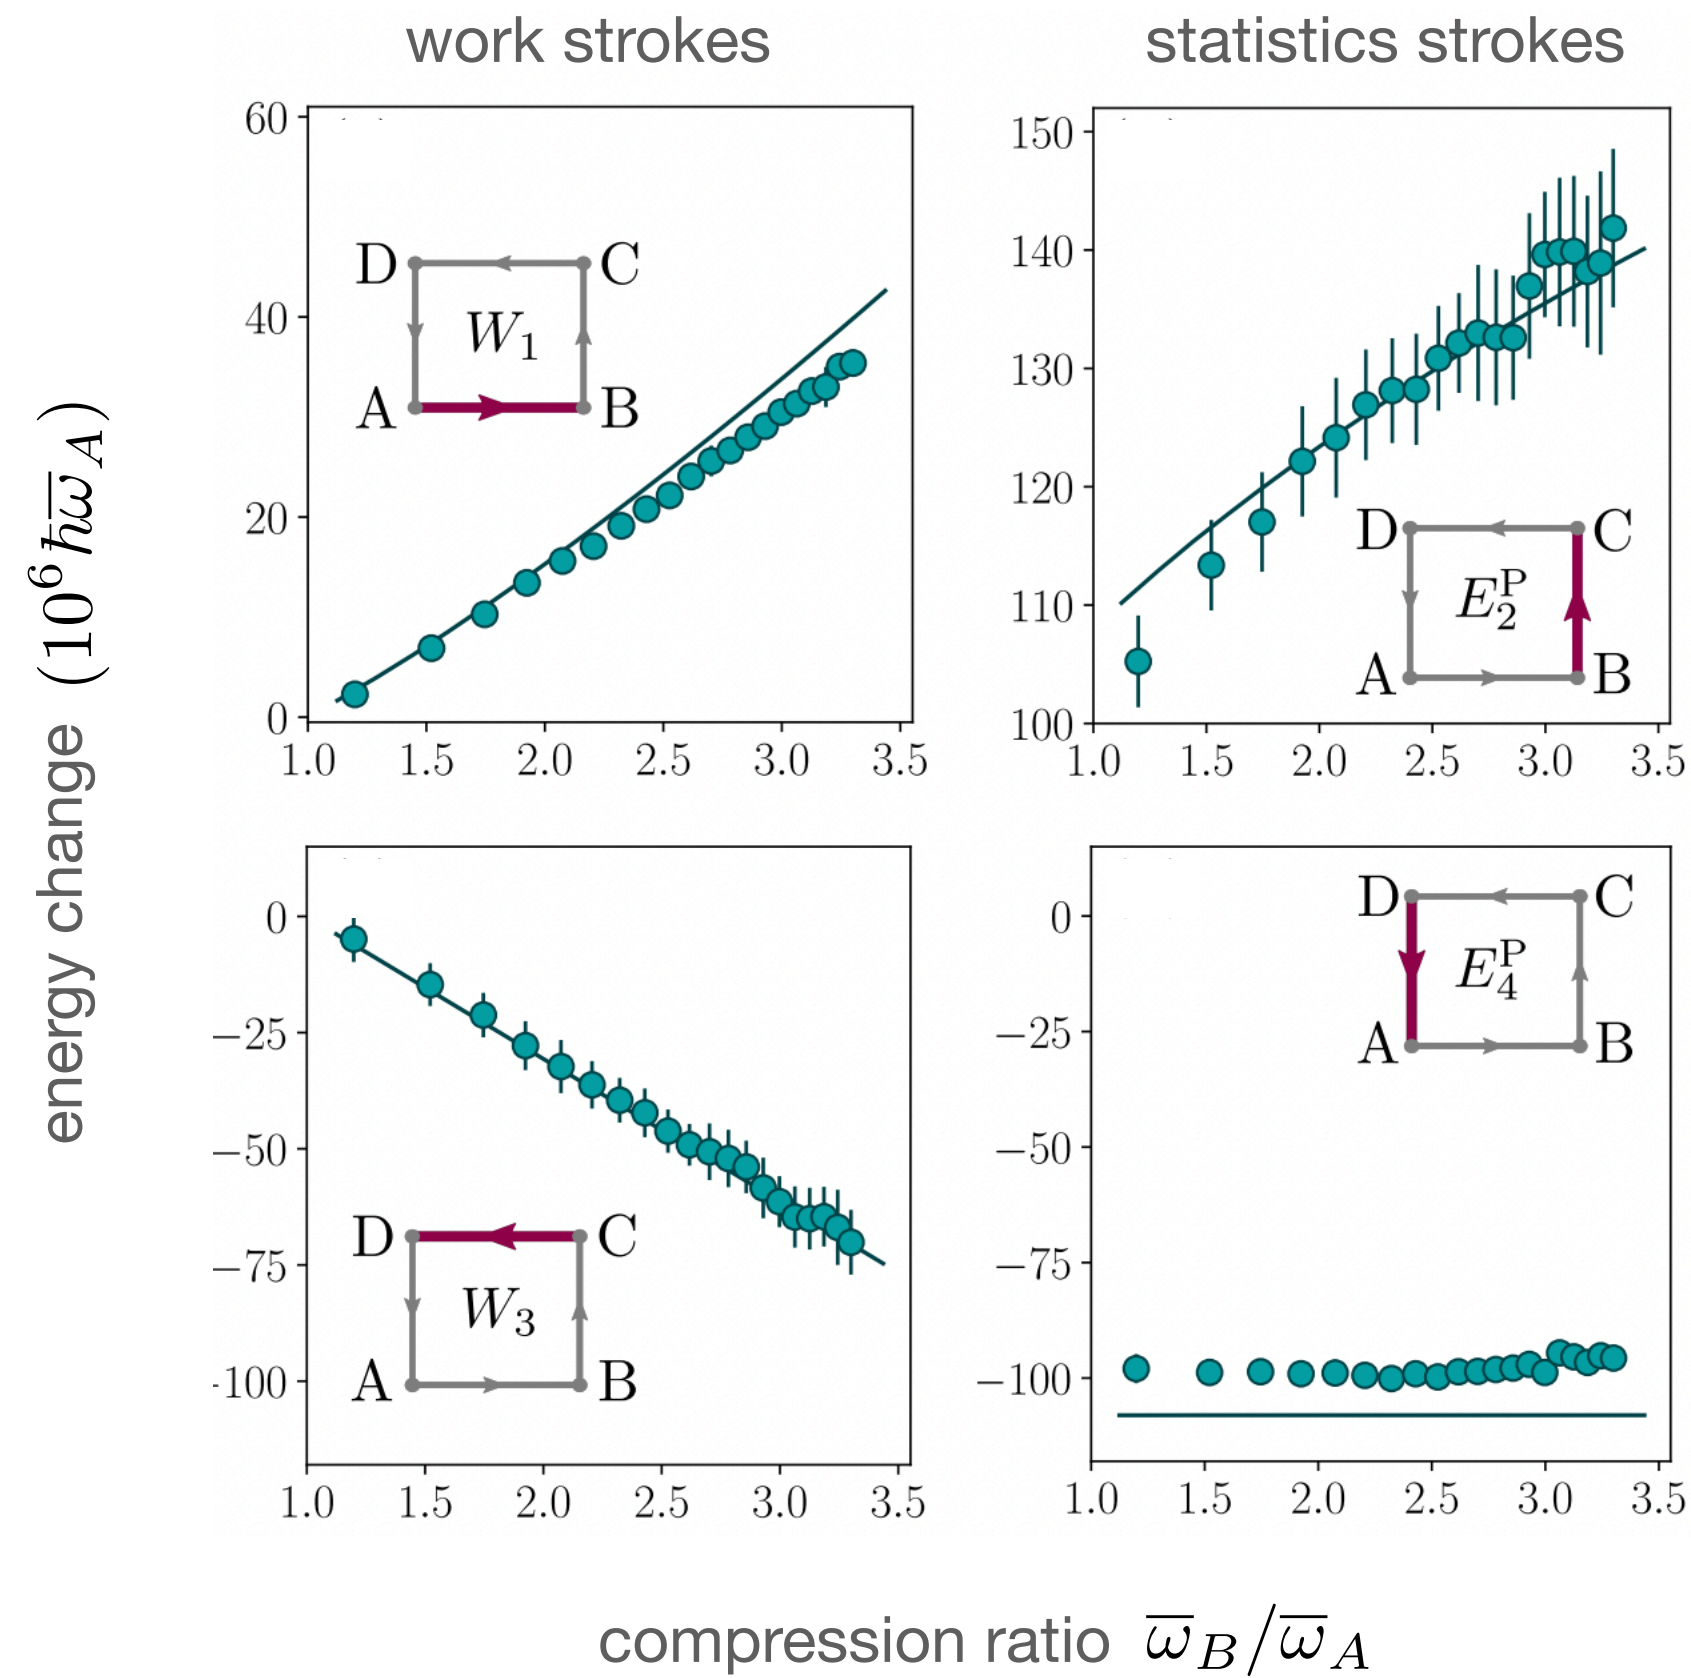 work strokes
statistics strokes
energy change (10⁶ħω̅_A)
60
40
20
0
1.0 1.5 2.0 2.5 3.0 3.5
D C
W₁
A B
150
140
130
120
110
100
1.0 1.5 2.0 2.5 3.0 3.5
D C
E₂ᴾ
A B
0
−25
−50
−75
-100
1.0 1.5 2.0 2.5 3.0 3.5
D C
W₃
A B
0
−25
−50
−75
−100
1.0 1.5 2.0 2.5 3.0 3.5
D C
E₄ᴾ
A B
compression ratio ω̅_B/ω̅_A